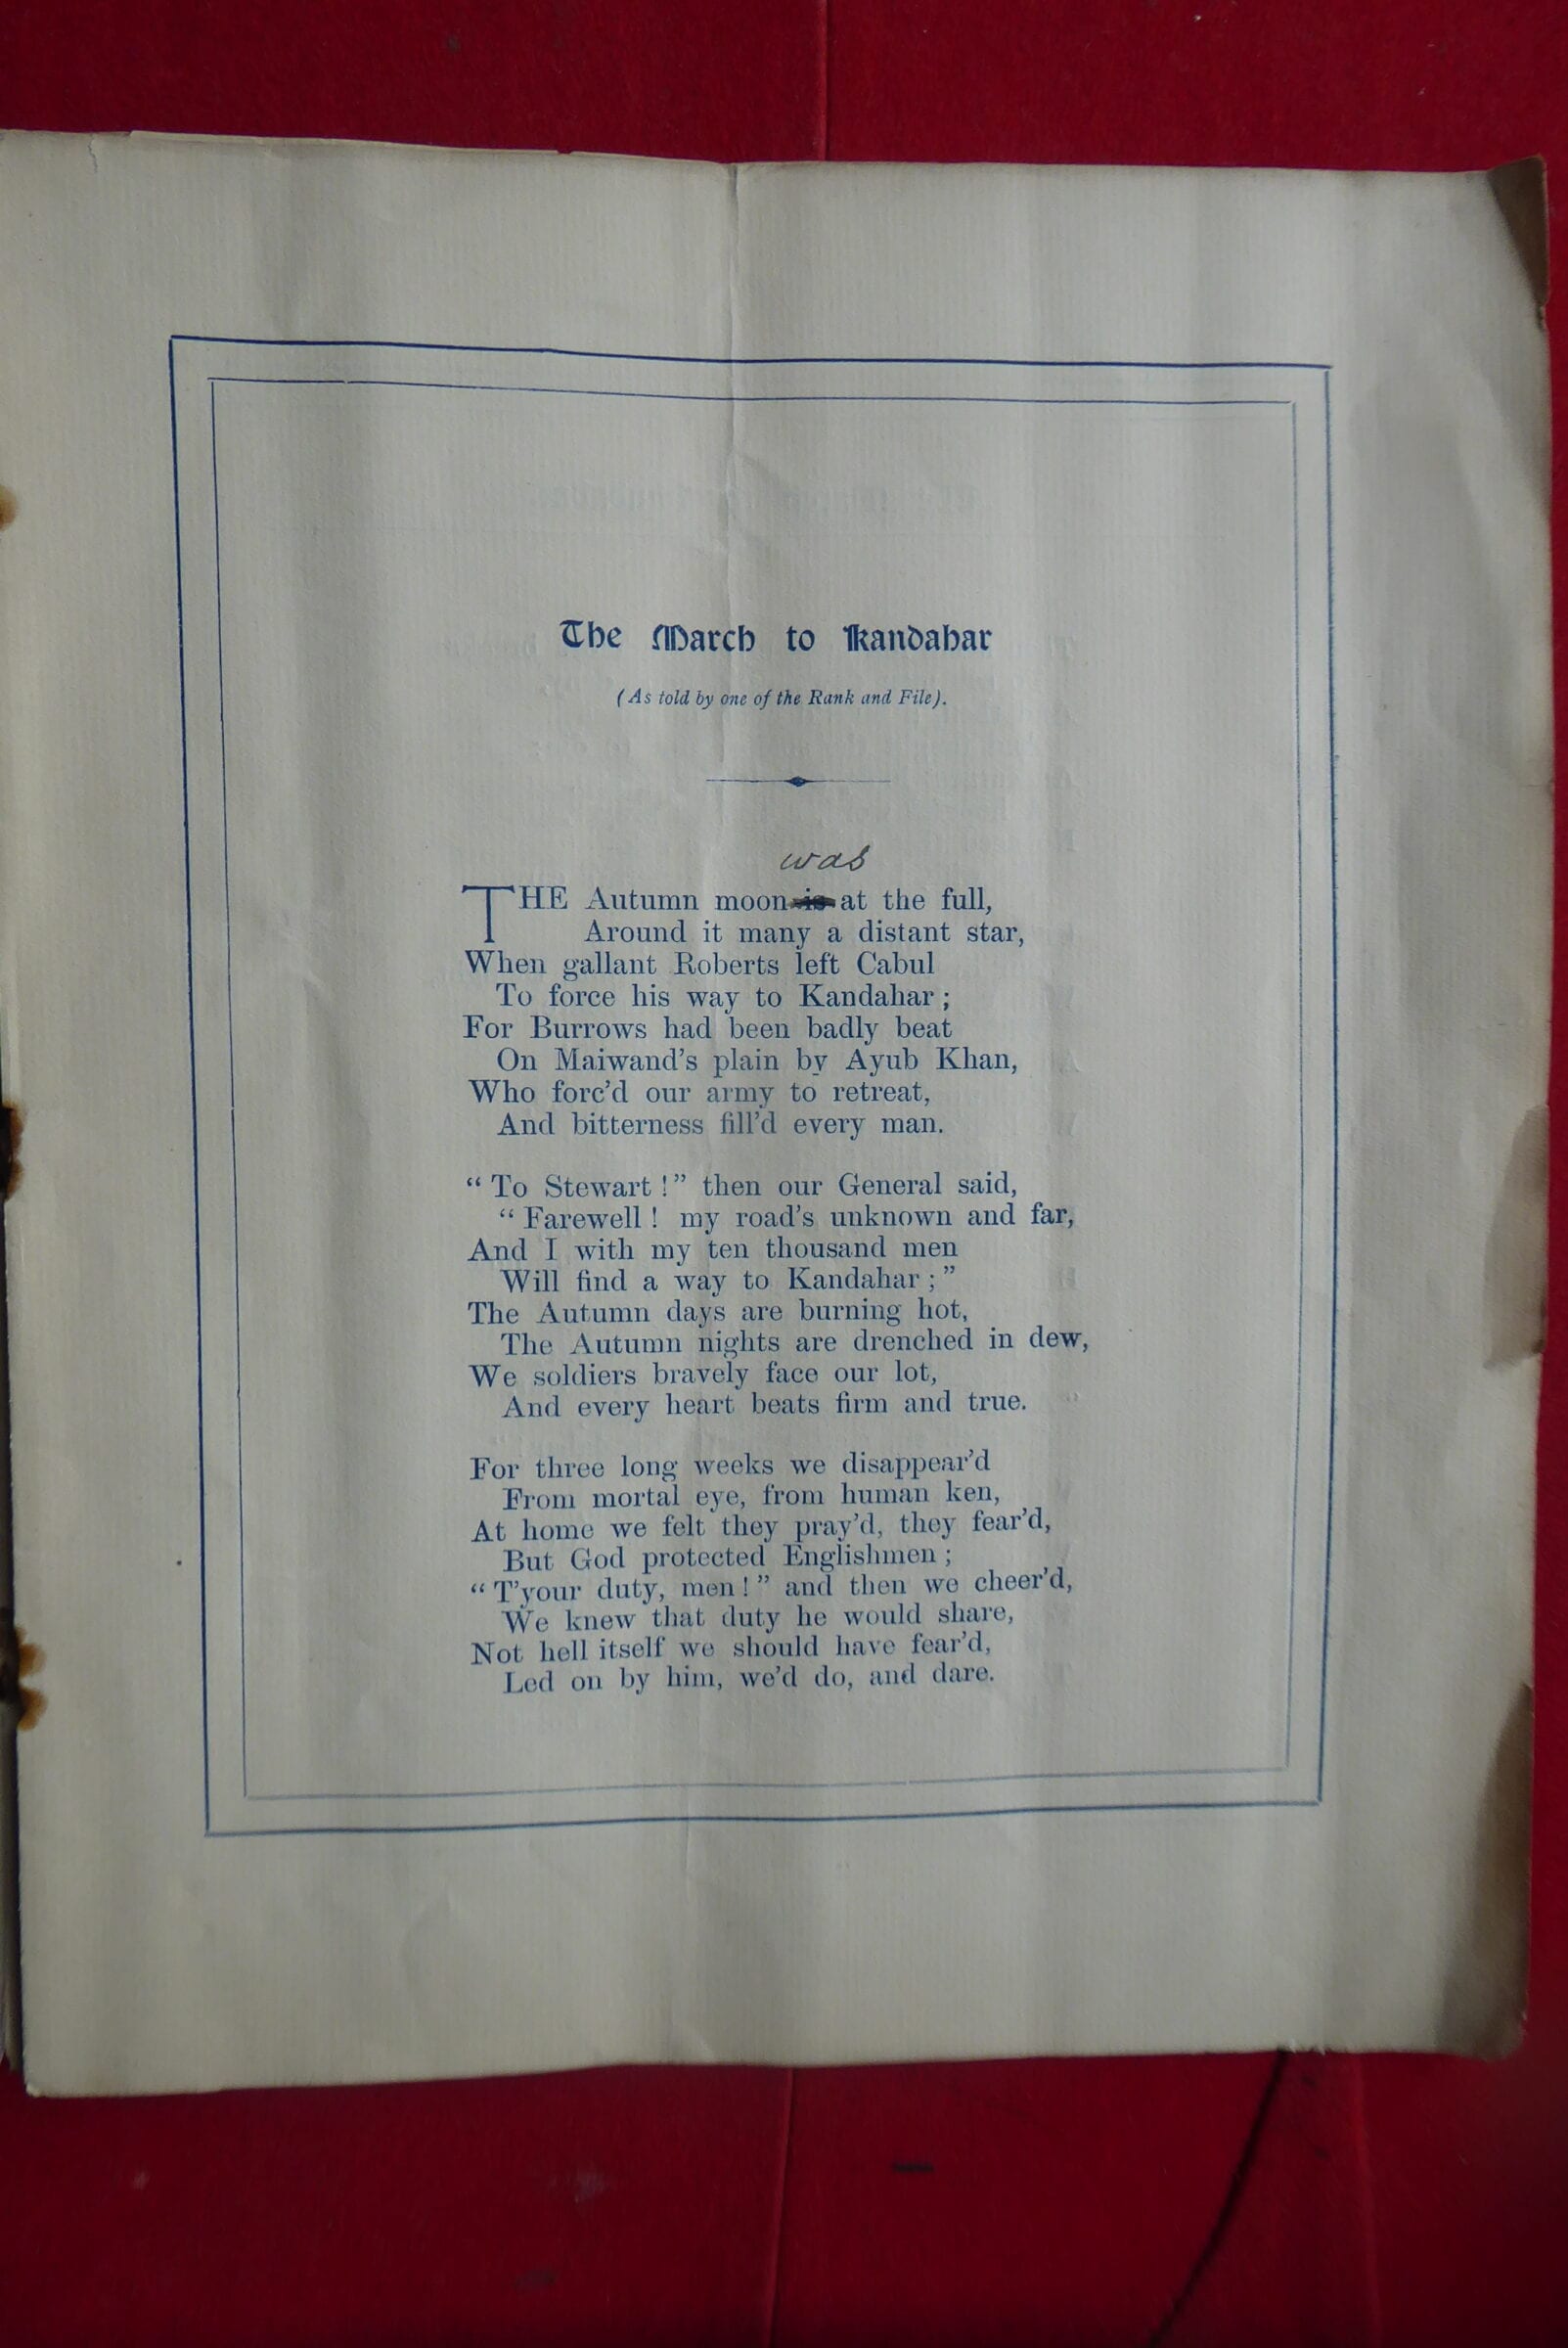 The March to Kandahar
(As told by one of the Rank and File).
was
THE Autumn moon is at the full,
Around it many a distant star,
When gallant Roberts left Cabul
To force his way to Kandahar ;
For Burrows had been badly beat
On Maiwand's plain by Ayub Khan,
Who forc'd our army to retreat,
And bitterness fill'd every man.
“ To Stewart ! ” then our General said,
“ Farewell ! my road's unknown and far,
And I with my ten thousand men
Will find a way to Kandahar ; ”
The Autumn days are burning hot,
The Autumn nights are drenched in dew,
We soldiers bravely face our lot,
And every heart beats firm and true.
For three long weeks we disappear'd
From mortal eye, from human ken,
At home we felt they pray'd, they fear'd,
But God protected Englishmen ;
“ T'your duty, men ! ” and then we cheer'd,
We knew that duty he would share,
Not hell itself we should have fear'd,
Led on by him, we'd do, and dare.